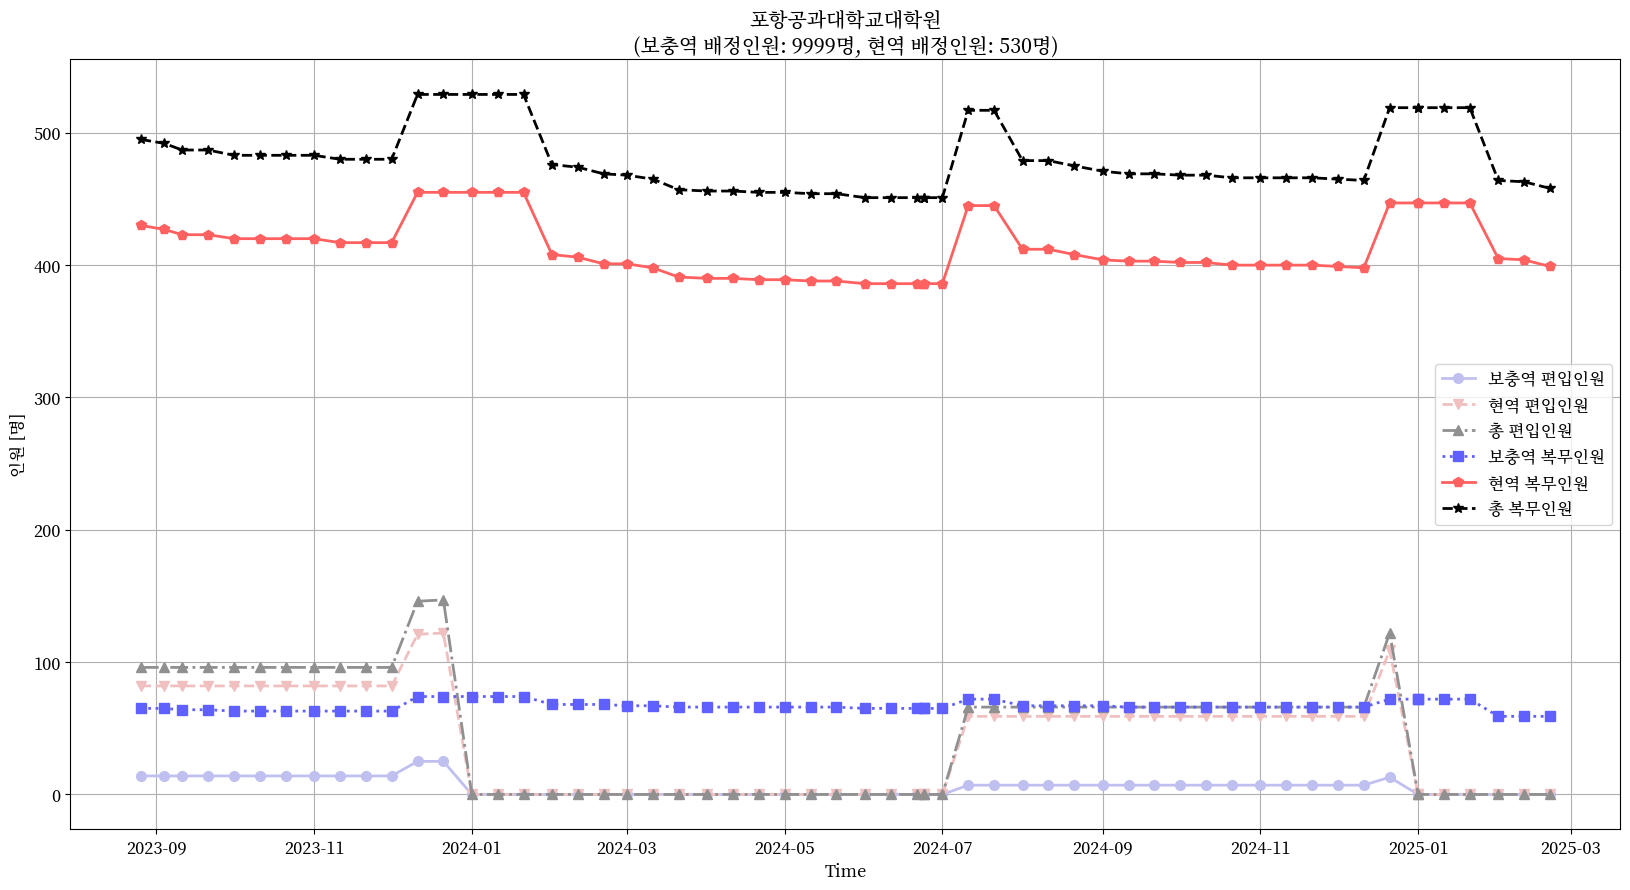 포항공과대학교대학원
(보충역 배정인원: 9999명, 현역 배정인원: 530명)
인원 [명]
500
400
300
200
100
0
보충역 편입인원
현역 편입인원
총 편입인원
보충역 복무인원
현역 복무인원
총 복무인원
2023-09
2023-11
2024-01
2024-03
2024-05
2024-07
2024-09
2024-11
2025-01
2025-03
Time